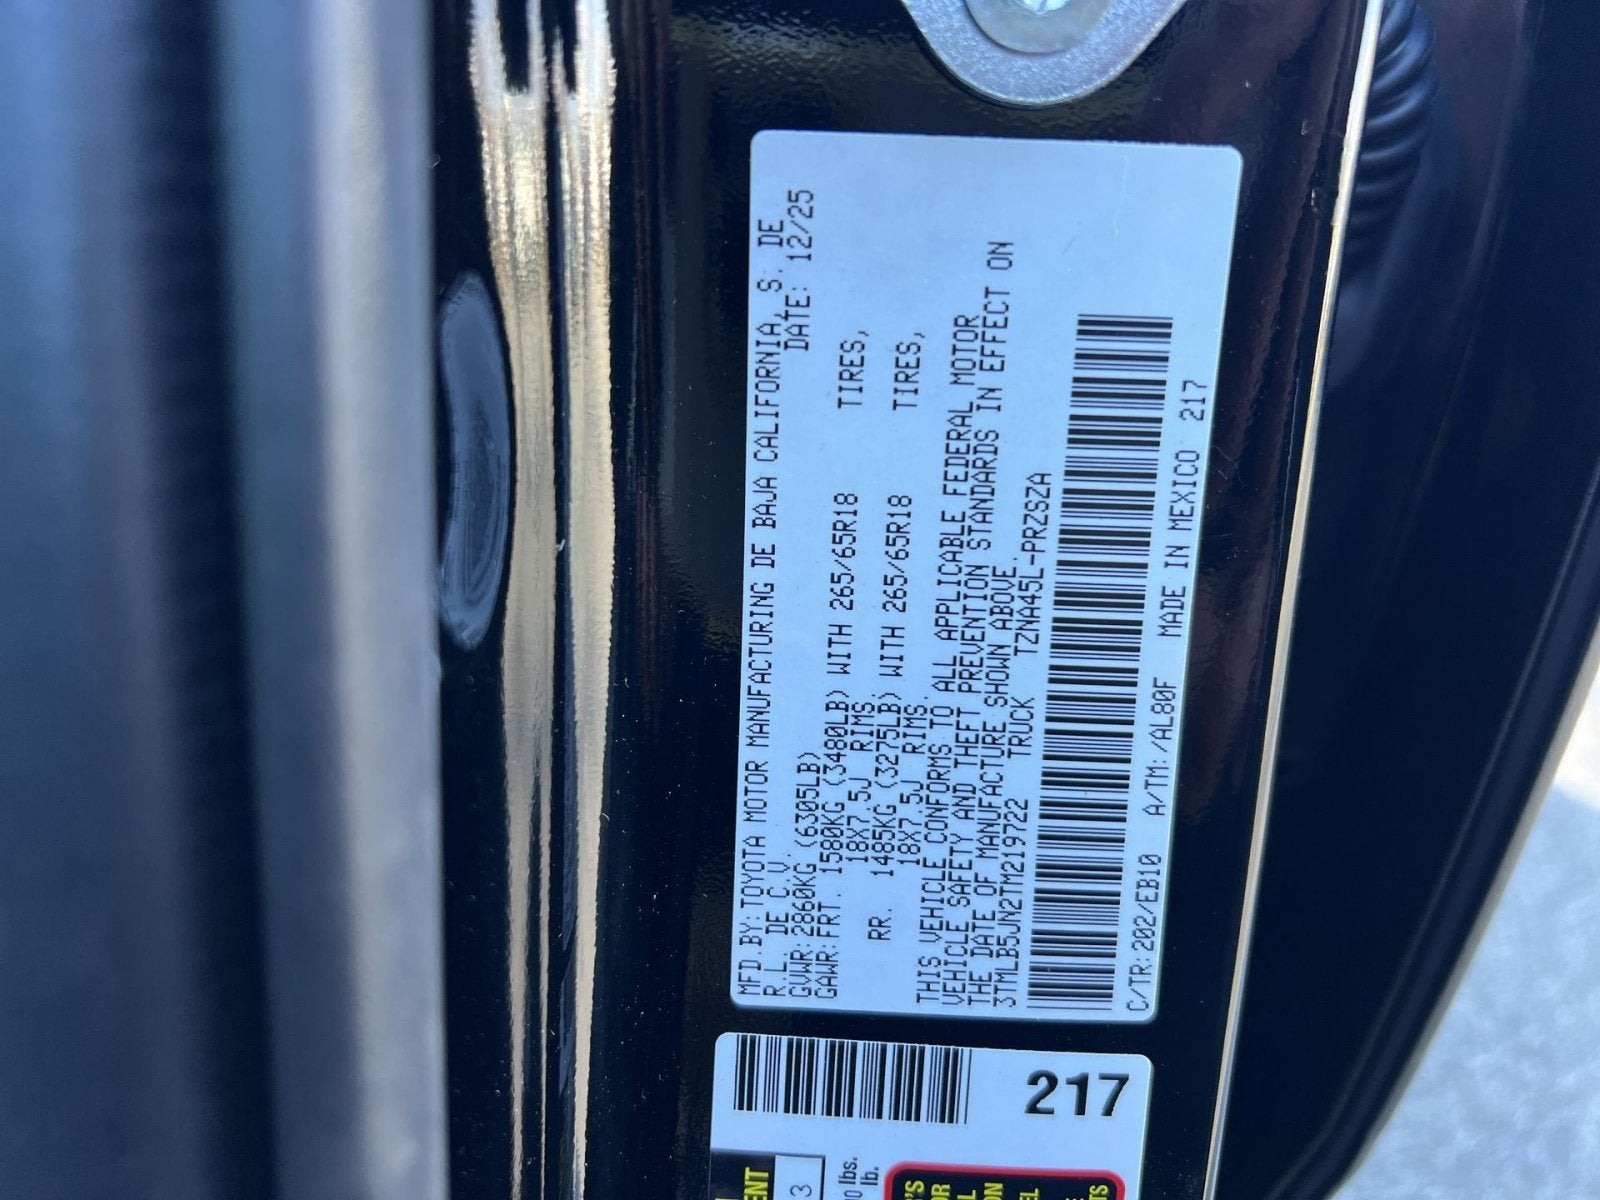 MFD.BY:TOYOTA MOTOR MANUFACTURING DE BAJA CALIFORNIA, S. DE
R.L. DE C.V. DATE: 12/25
GVWR:2860KG (6305LB)
GAWR:FRT. 1580KG (3480LB) WITH 265/65R18 TIRES,
18X7.5J RIMS.
RR. 1485KG (3275LB) WITH 265/65R18 TIRES,
18X7.5J RIMS.
THIS VEHICLE CONFORMS TO ALL APPLICABLE FEDERAL MOTOR
VEHICLE SAFETY AND THEFT PREVENTION STANDARDS IN EFFECT ON
THE DATE OF MANUFACTURE SHOWN ABOVE.
3TMLB5JN2TM219722 TRUCK TZNA45L-PRZSZA
C/TR:202/EB10 A/TM:/AL80F MADE IN MEXICO 217
217
3
lbs.
lb.